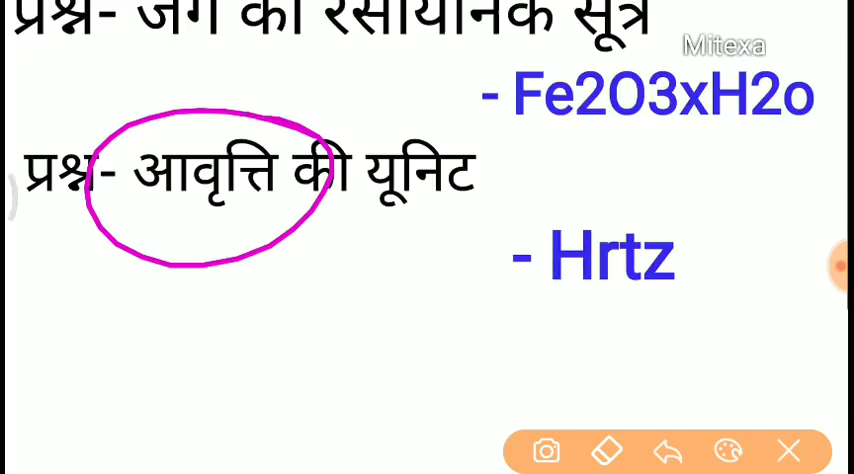 प्रश्न- जंग का रसायनिक सूत्र
Mitexa
- Fe2O3xH2o
प्रश्न- आवृत्ति की यूनिट
- Hrtz